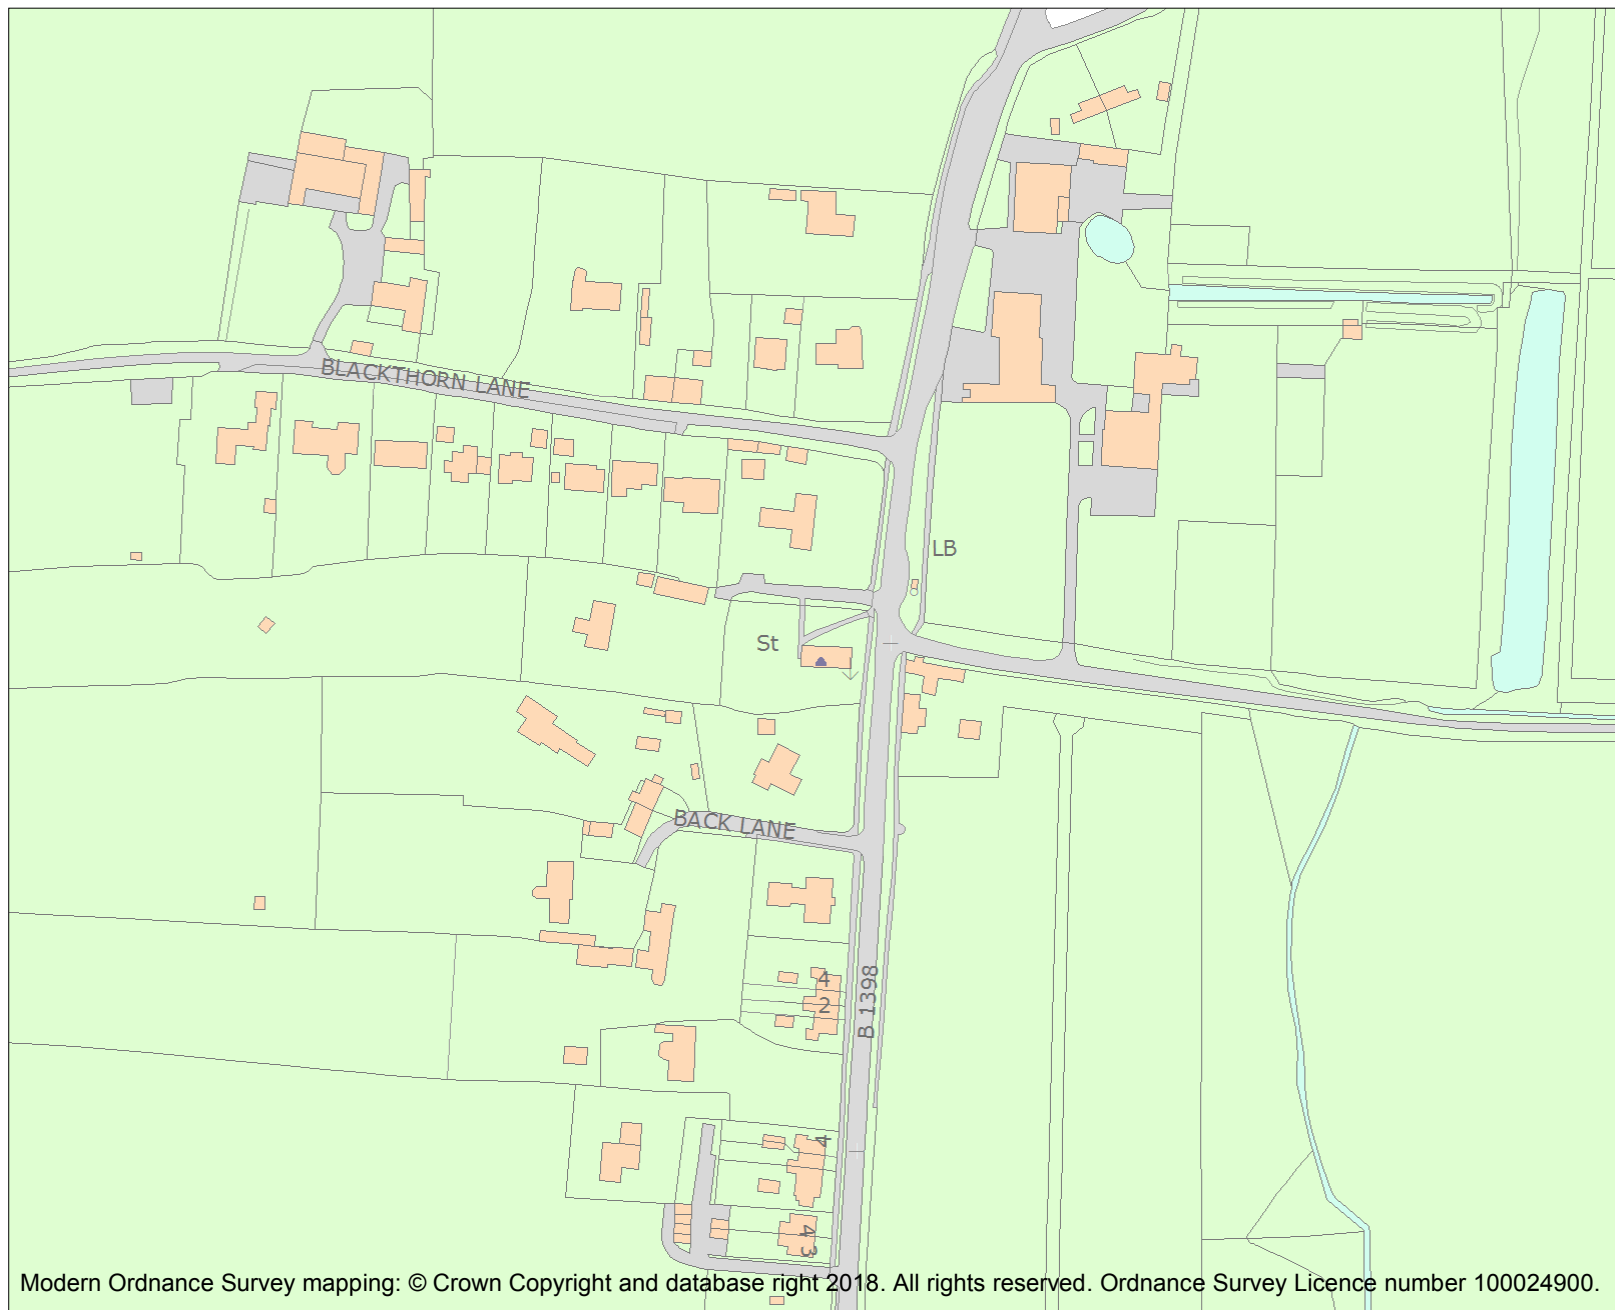 BLACKTHORN LANE
LB
St
BACK LANE
4
2
B 1398
4
4
3
Modern Ordnance Survey mapping: © Crown Copyright and database right 2018. All rights reserved. Ordnance Survey Licence number 100024900.